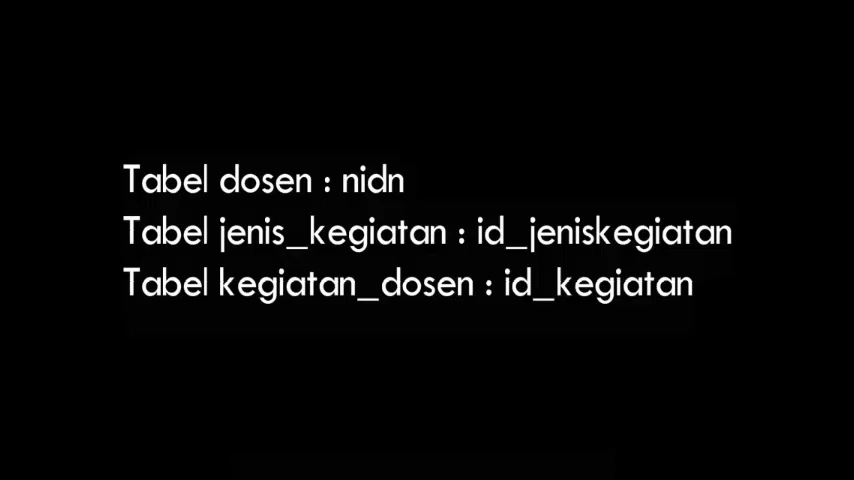 Tabel dosen : nidn
Tabel jenis_kegiatan : id_jeniskegiatan
Tabel kegiatan_dosen : id_kegiatan